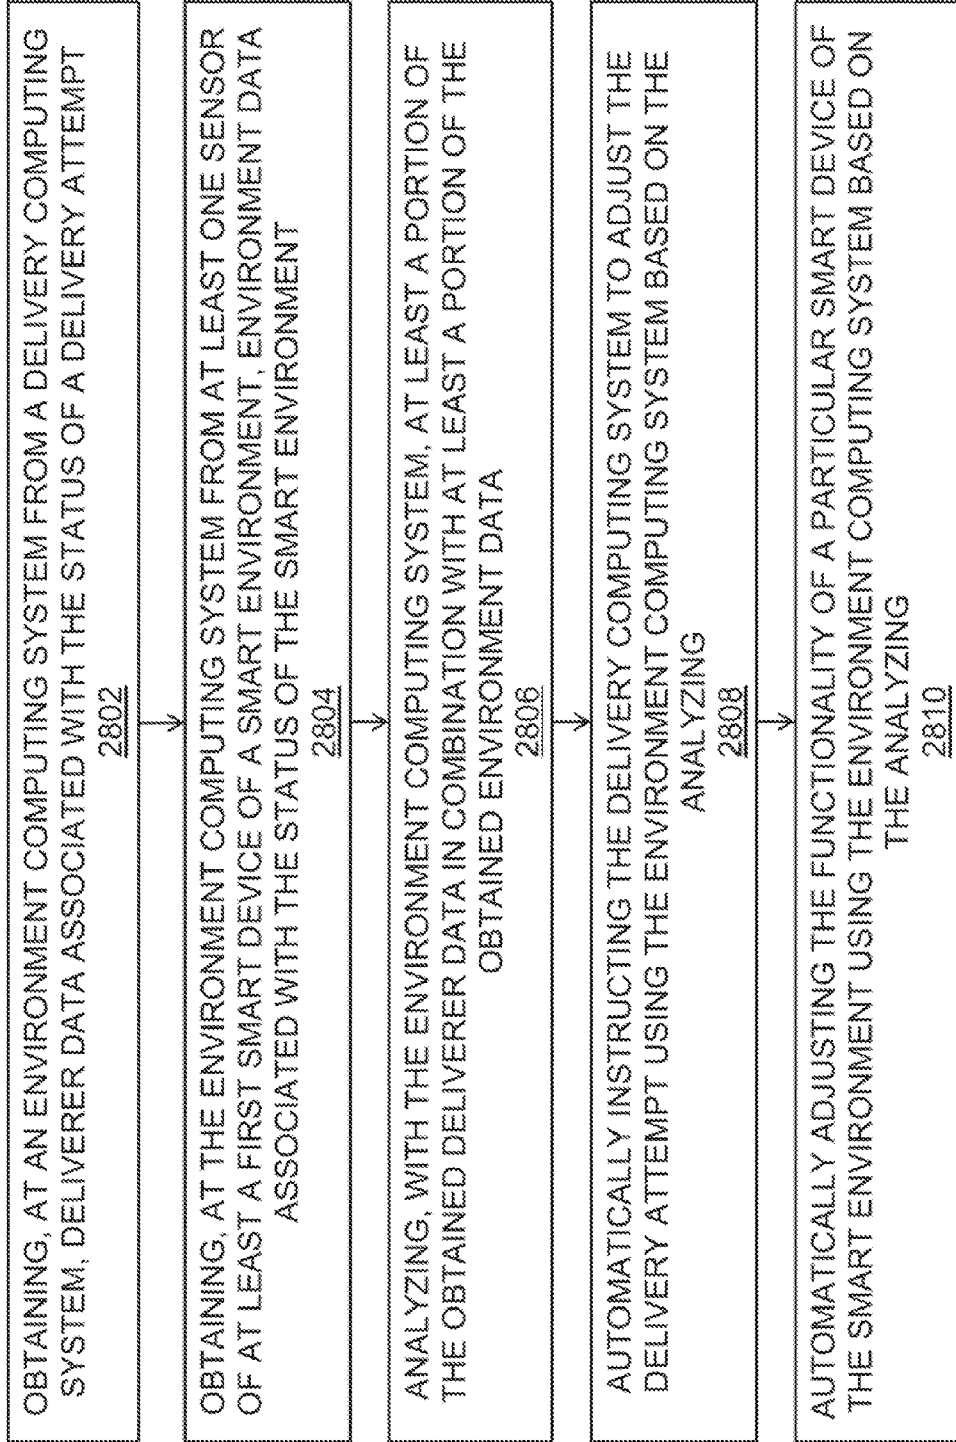 OBTAINING, AT AN ENVIRONMENT COMPUTING SYSTEM FROM A DELIVERY COMPUTING
SYSTEM, DELIVERER DATA ASSOCIATED WITH THE STATUS OF A DELIVERY ATTEMPT
2802
OBTAINING, AT THE ENVIRONMENT COMPUTING SYSTEM FROM AT LEAST ONE SENSOR
OF AT LEAST A FIRST SMART DEVICE OF A SMART ENVIRONMENT, ENVIRONMENT DATA
ASSOCIATED WITH THE STATUS OF THE SMART ENVIRONMENT
2804
ANALYZING, WITH THE ENVIRONMENT COMPUTING SYSTEM, AT LEAST A PORTION OF
THE OBTAINED DELIVERER DATA IN COMBINATION WITH AT LEAST A PORTION OF THE
OBTAINED ENVIRONMENT DATA
2806
AUTOMATICALLY INSTRUCTING THE DELIVERY COMPUTING SYSTEM TO ADJUST THE
DELIVERY ATTEMPT USING THE ENVIRONMENT COMPUTING SYSTEM BASED ON THE
ANALYZING
2808
AUTOMATICALLY ADJUSTING THE FUNCTIONALITY OF A PARTICULAR SMART DEVICE OF
THE SMART ENVIRONMENT USING THE ENVIRONMENT COMPUTING SYSTEM BASED ON
THE ANALYZING
2810